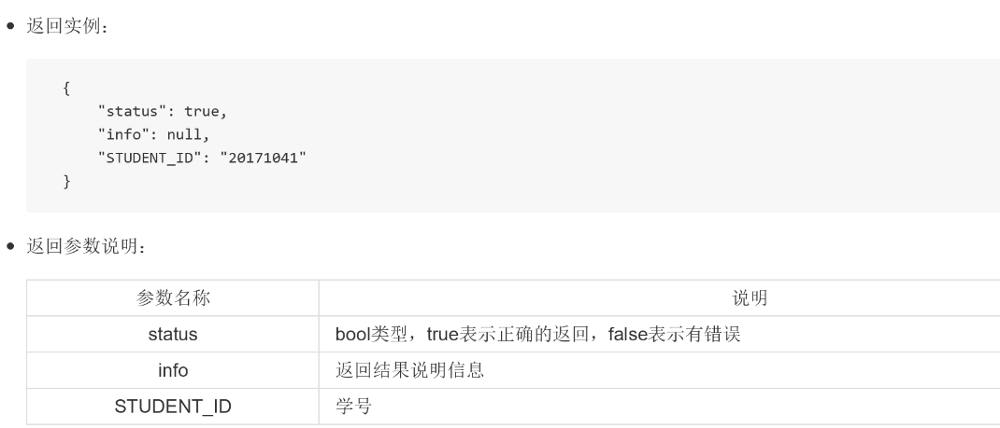 返回实例：
{
"status": true,
"info": null,
"STUDENT_ID": "20171041"
}
返回参数说明：
参数名称 说明
status bool类型，true表示正确的返回，false表示有错误
info 返回结果说明信息
STUDENT_ID 学号